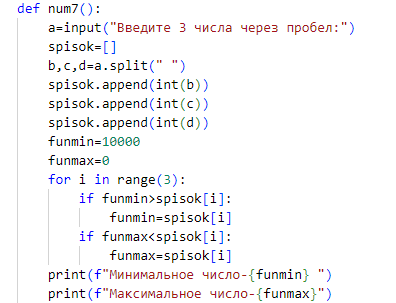 def num7():
    a=input("Введите 3 числа через пробел:")
    spisok=[]
    b,c,d=a.split(" ")
    spisok.append(int(b))
    spisok.append(int(c))
    spisok.append(int(d))
    funmin=10000
    funmax=0
    for i in range(3):
        if funmin>spisok[i]:
            funmin=spisok[i]
        if funmax<spisok[i]:
            funmax=spisok[i]
    print(f"Минимальное число-{funmin} ")
    print(f"Максимальное число-{funmax}")